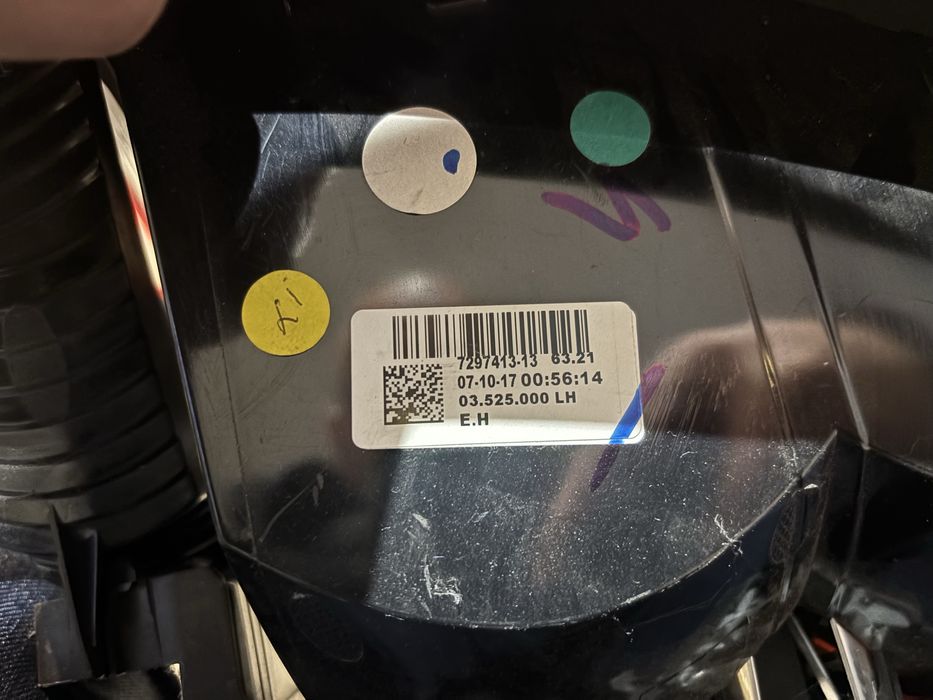 7297413-13 63.21
07-10-17 00:56:14
03.525.000 LH
E.H